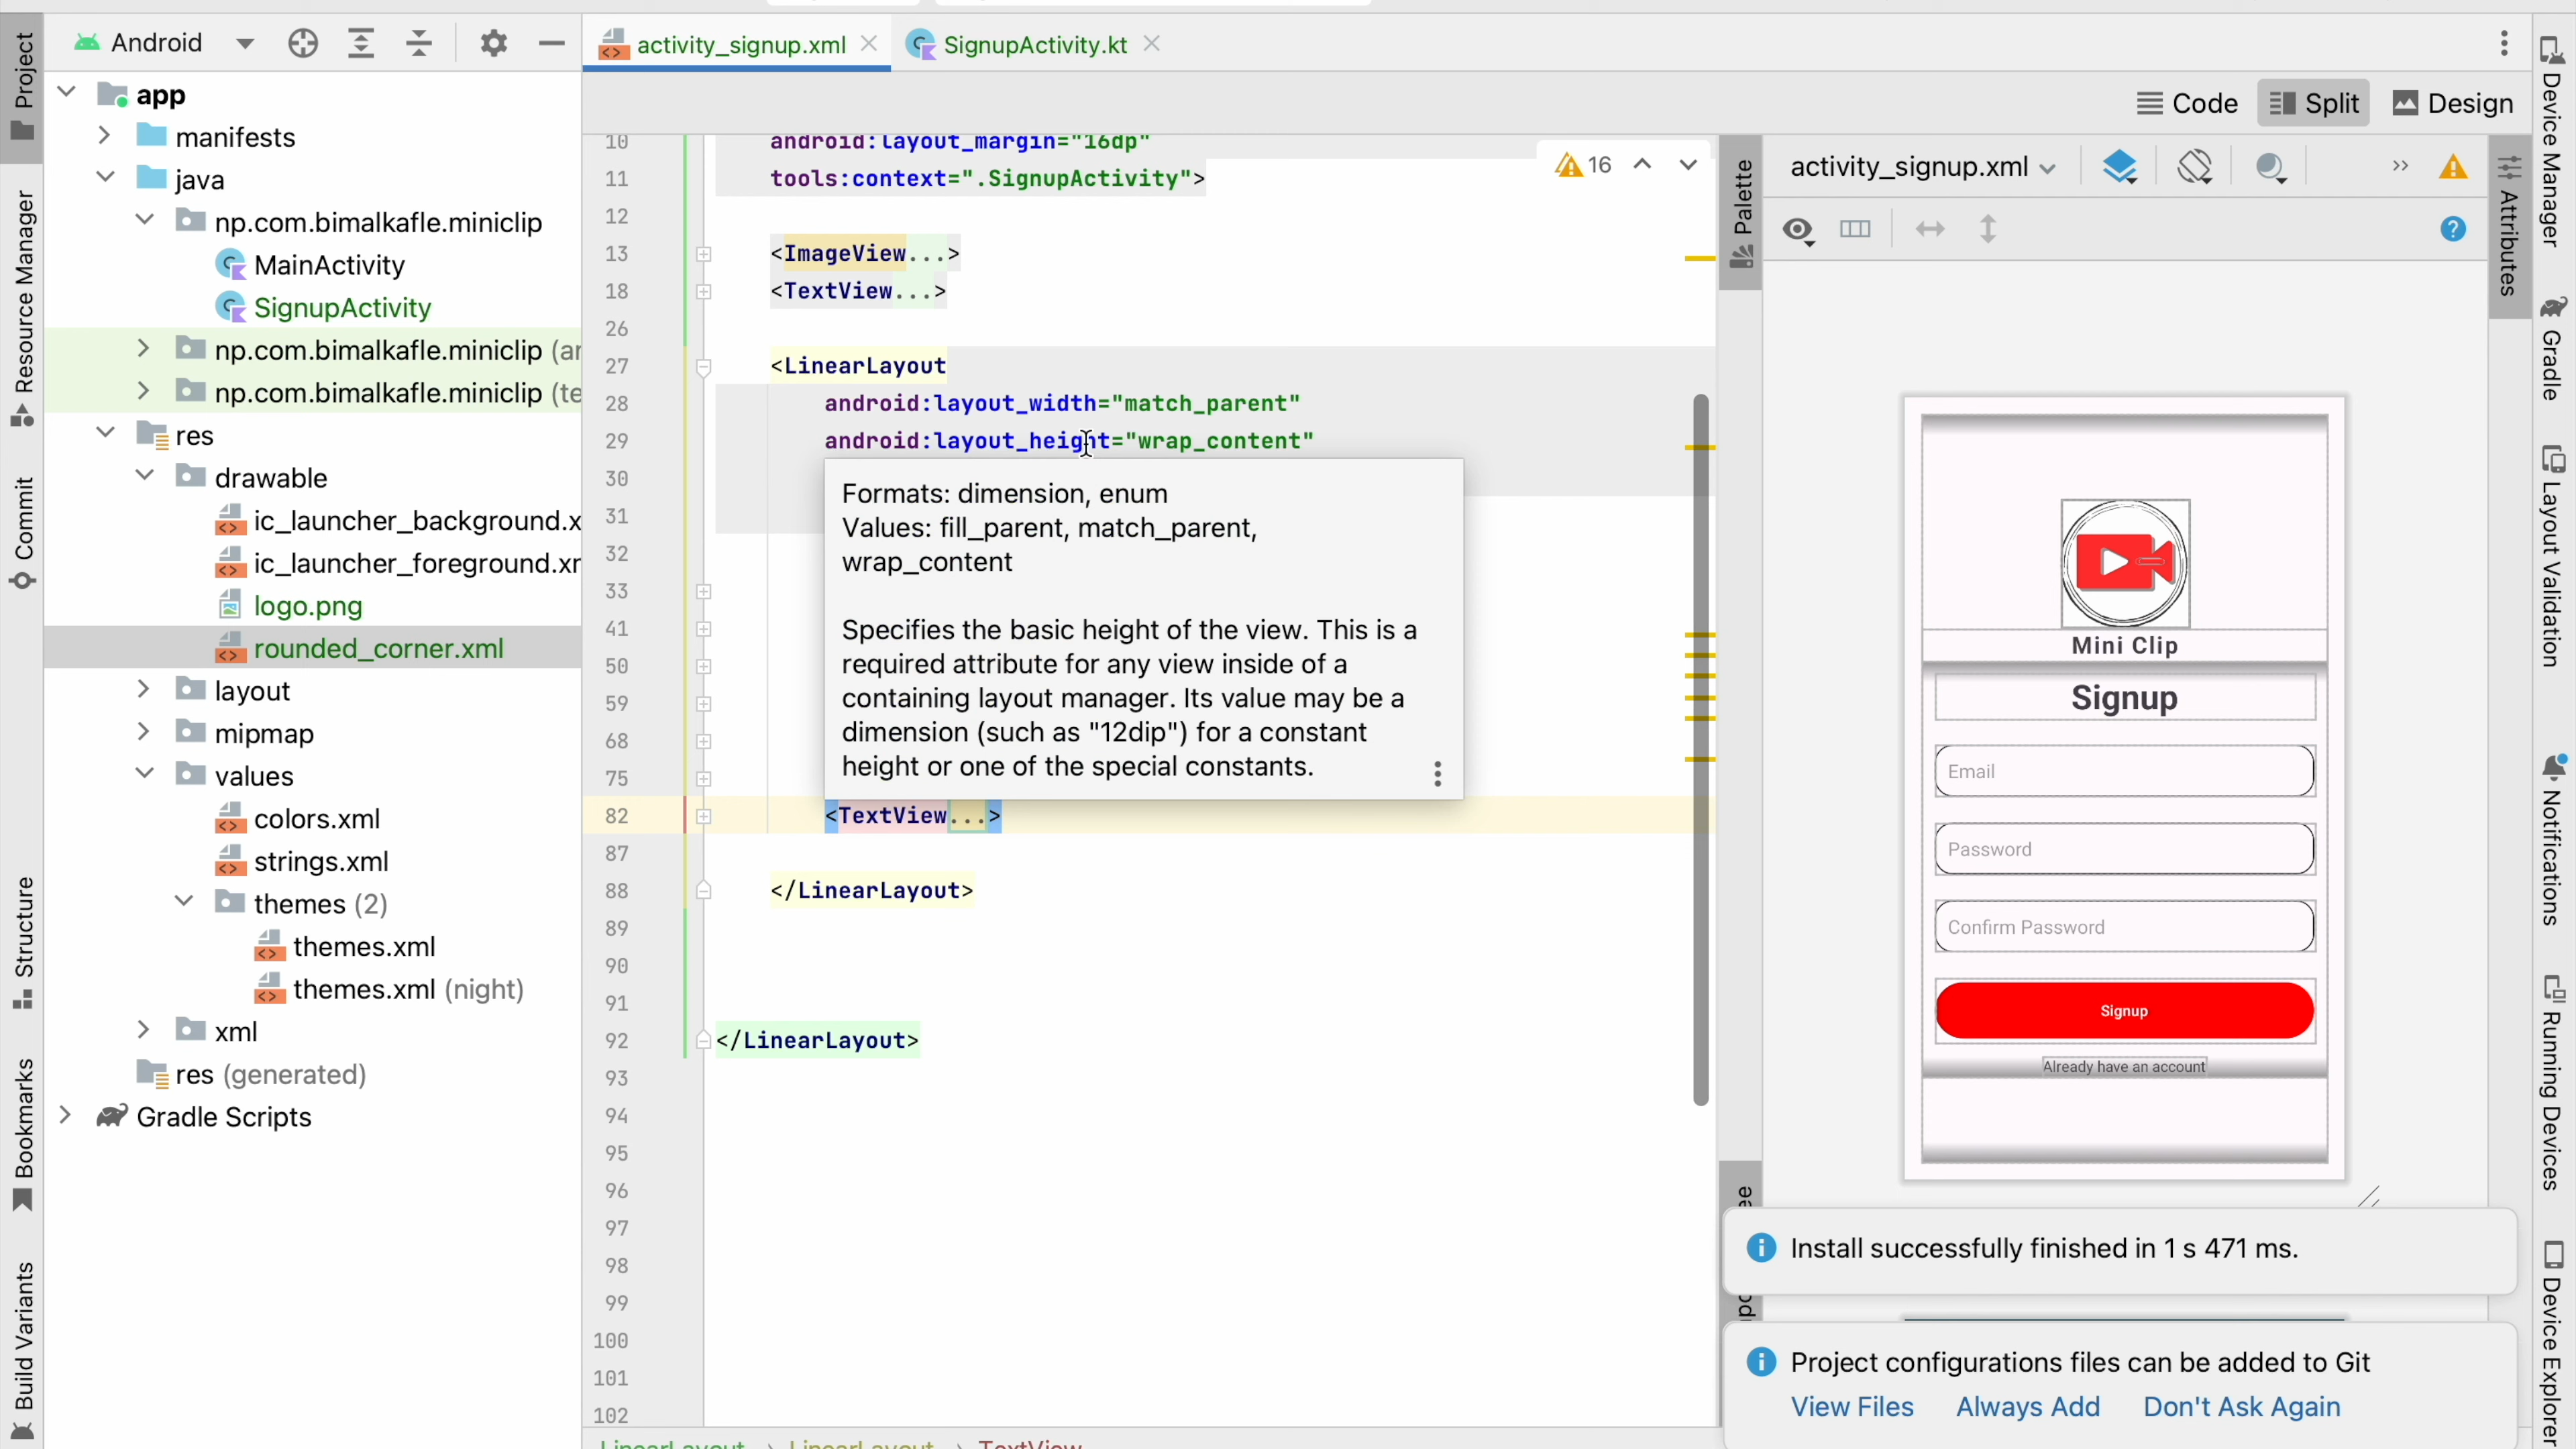 Project
Resource Manager
Commit
Structure
Bookmarks
Build Variants
Android
app
manifests
java
np.com.bimalkafle.miniclip
MainActivity
SignupActivity
np.com.bimalkafle.miniclip (ar
np.com.bimalkafle.miniclip (te
res
drawable
ic_launcher_background.x
ic_launcher_foreground.xr
logo.png
rounded_corner.xml
layout
mipmap
values
colors.xml
strings.xml
themes (2)
themes.xml
themes.xml (night)
xml
res (generated)
Gradle Scripts
activity_signup.xml
SignupActivity.kt
Code
Split
Design
16
10 android:layout_margin="16dp"
11 tools:context=".SignupActivity">
12
13 <ImageView...>
18 <TextView...>
26
27 <LinearLayout
28 android:layout_width="match_parent"
29 android:layout_height="wrap_content"
30
31
32
33
41
50
59
68
75
Formats: dimension, enum
Values: fill_parent, match_parent,
wrap_content
Specifies the basic height of the view. This is a
required attribute for any view inside of a
containing layout manager. Its value may be a
dimension (such as "12dip") for a constant
height or one of the special constants.
82 <TextView...>
87
88 </LinearLayout>
89
90
91
92 </LinearLayout>
93
94
95
96
97
98
99
100
101
102
LinearLayout > LinearLayout > TextView
Palette
activity_signup.xml
Attributes
Mini Clip
Signup
Email
Password
Confirm Password
Signup
Already have an account
Install successfully finished in 1 s 471 ms.
Project configurations files can be added to Git
View Files
Always Add
Don't Ask Again
Device Manager
Gradle
Layout Validation
Notifications
Running Devices
Device Explorer